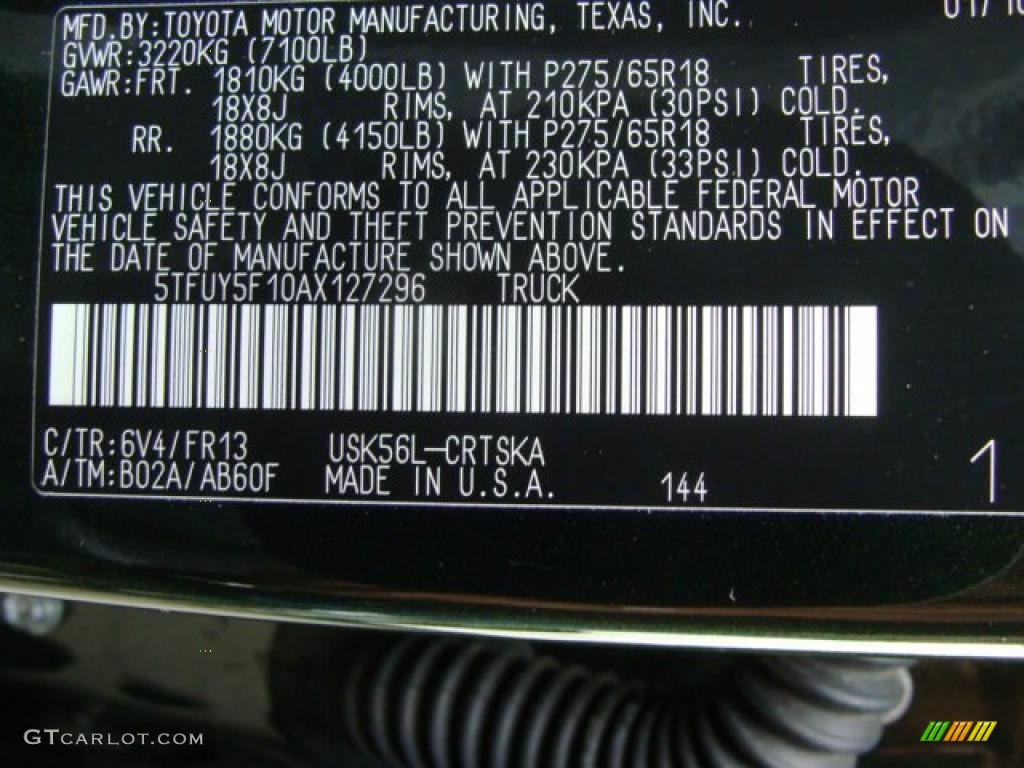 MFD.BY:TOYOTA MOTOR MANUFACTURING, TEXAS, INC.
GVWR:3220KG (7100LB)
GAWR:FRT. 1810KG (4000LB) WITH P275/65R18 TIRES,
18X8J RIMS, AT 210KPA (30PSI) COLD.
RR. 1880KG (4150LB) WITH P275/65R18 TIRES,
18X8J RIMS, AT 230KPA (33PSI) COLD.
THIS VEHICLE CONFORMS TO ALL APPLICABLE FEDERAL MOTOR
VEHICLE SAFETY AND THEFT PREVENTION STANDARDS IN EFFECT ON
THE DATE OF MANUFACTURE SHOWN ABOVE.
5TFUY5F10AX127296 TRUCK
C/TR:6V4/FR13 USK56L-CRTSKA
A/TM:B02A/AB60F MADE IN U.S.A. 144 1
GTCARLOT.COM